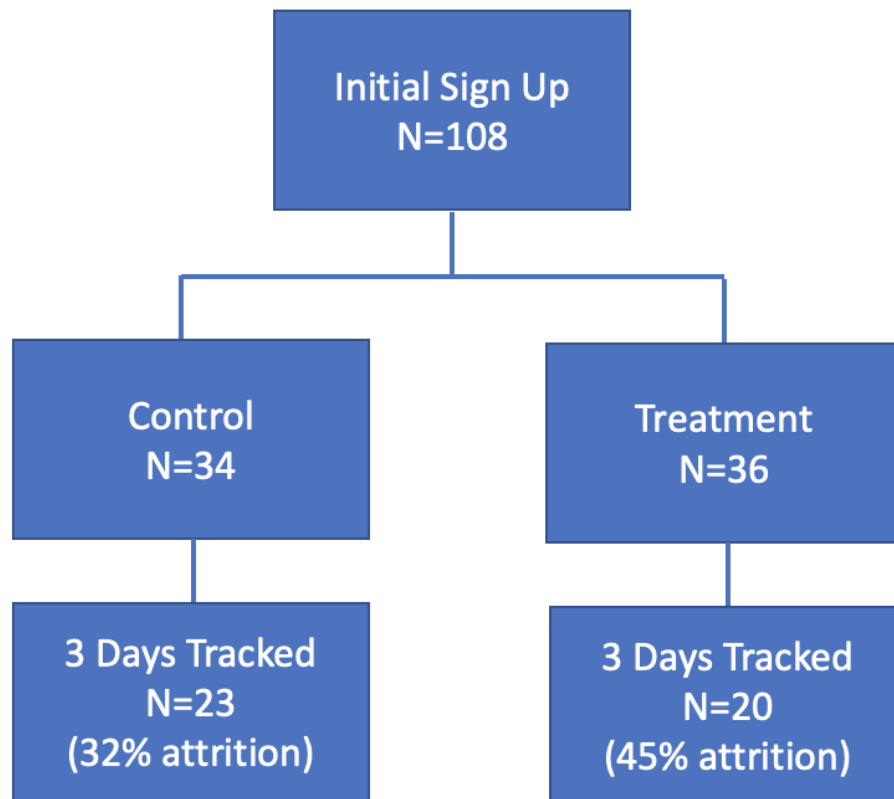 Initial Sign Up
N=108
Control
N=34
Treatment
N=36
3 Days Tracked
N=23
(32% attrition)
3 Days Tracked
N=20
(45% attrition)